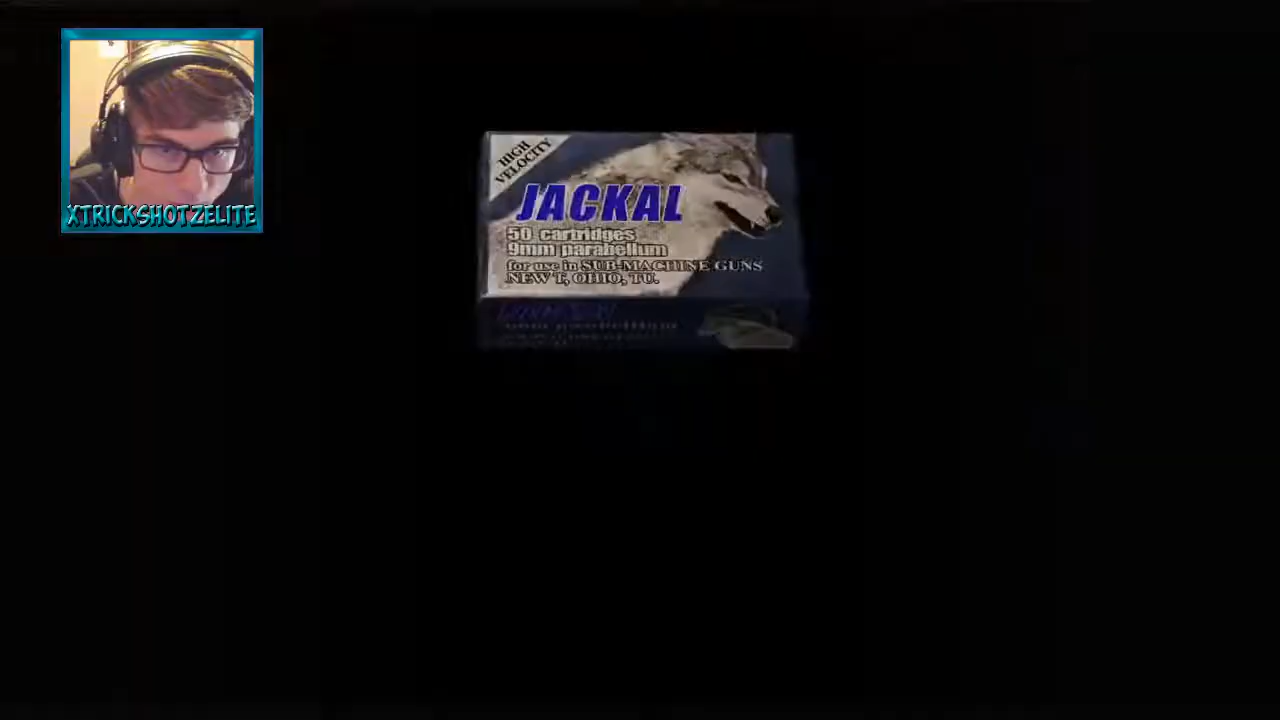 HIGH
VELOCITY
JACKAL
50 cartridges
9mm parabellum
for use in SUB-MACHINE GUNS
NEW T, OHIO, TU.
XTRICKSHOTZELITE